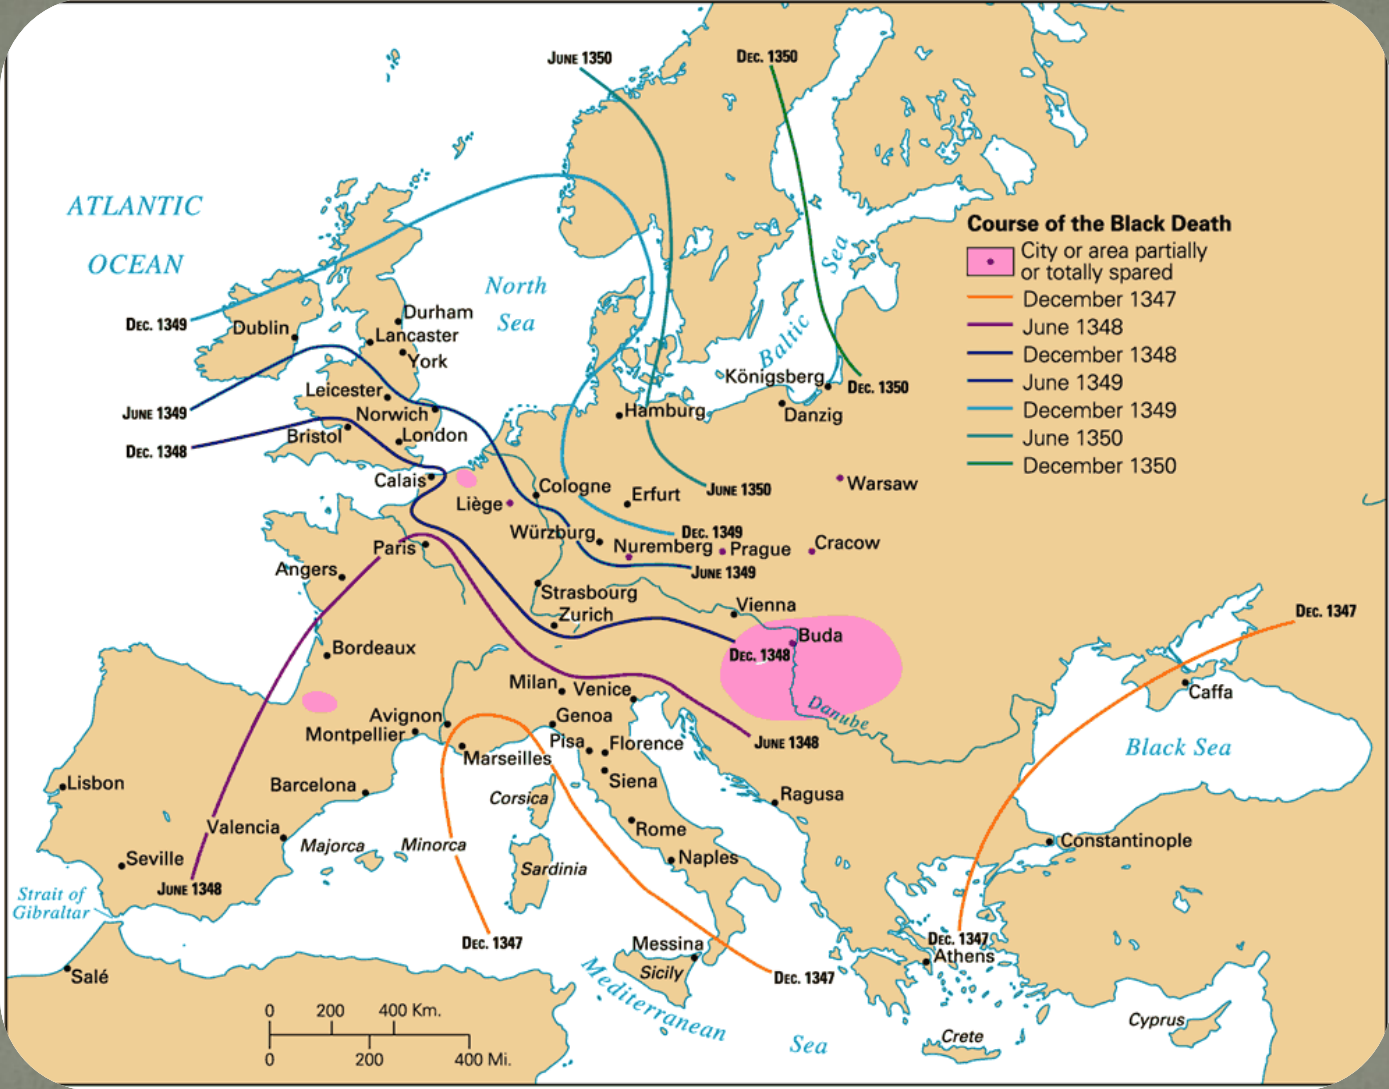 JUNE 1350
DEC. 1350
ATLANTIC
OCEAN
North
Sea
Baltic
Sea
Course of the Black Death
City or area partially
or totally spared
December 1347
June 1348
December 1348
June 1349
December 1349
June 1350
December 1350
DEC. 1349
Dublin
Durham
Lancaster
York
JUNE 1349
Leicester
Norwich
DEC. 1348
Bristol
London
Königsberg
DEC. 1350
Hamburg
Danzig
Calais
Liège
Cologne
Erfurt
JUNE 1350
Warsaw
Würzburg
DEC. 1349
Nuremberg
Prague
Cracow
Paris
JUNE 1349
Angers
Strasbourg
Zurich
Vienna
DEC. 1347
Buda
DEC. 1348
Bordeaux
Milan
Venice
Caffa
Danube
Avignon
Genoa
Montpellier
Pisa
Florence
JUNE 1348
Black Sea
Marseilles
Siena
Lisbon
Barcelona
Corsica
Ragusa
Valencia
Rome
Majorca
Minorca
Constantinople
Seville
Sardinia
Naples
JUNE 1348
Strait of
Gibraltar
DEC. 1347
Messina
DEC. 1347
Athens
Salé
Sicily
DEC. 1347
Mediterranean
Sea
0 200 400 Km.
0 200 400 Mi.
Crete
Cyprus